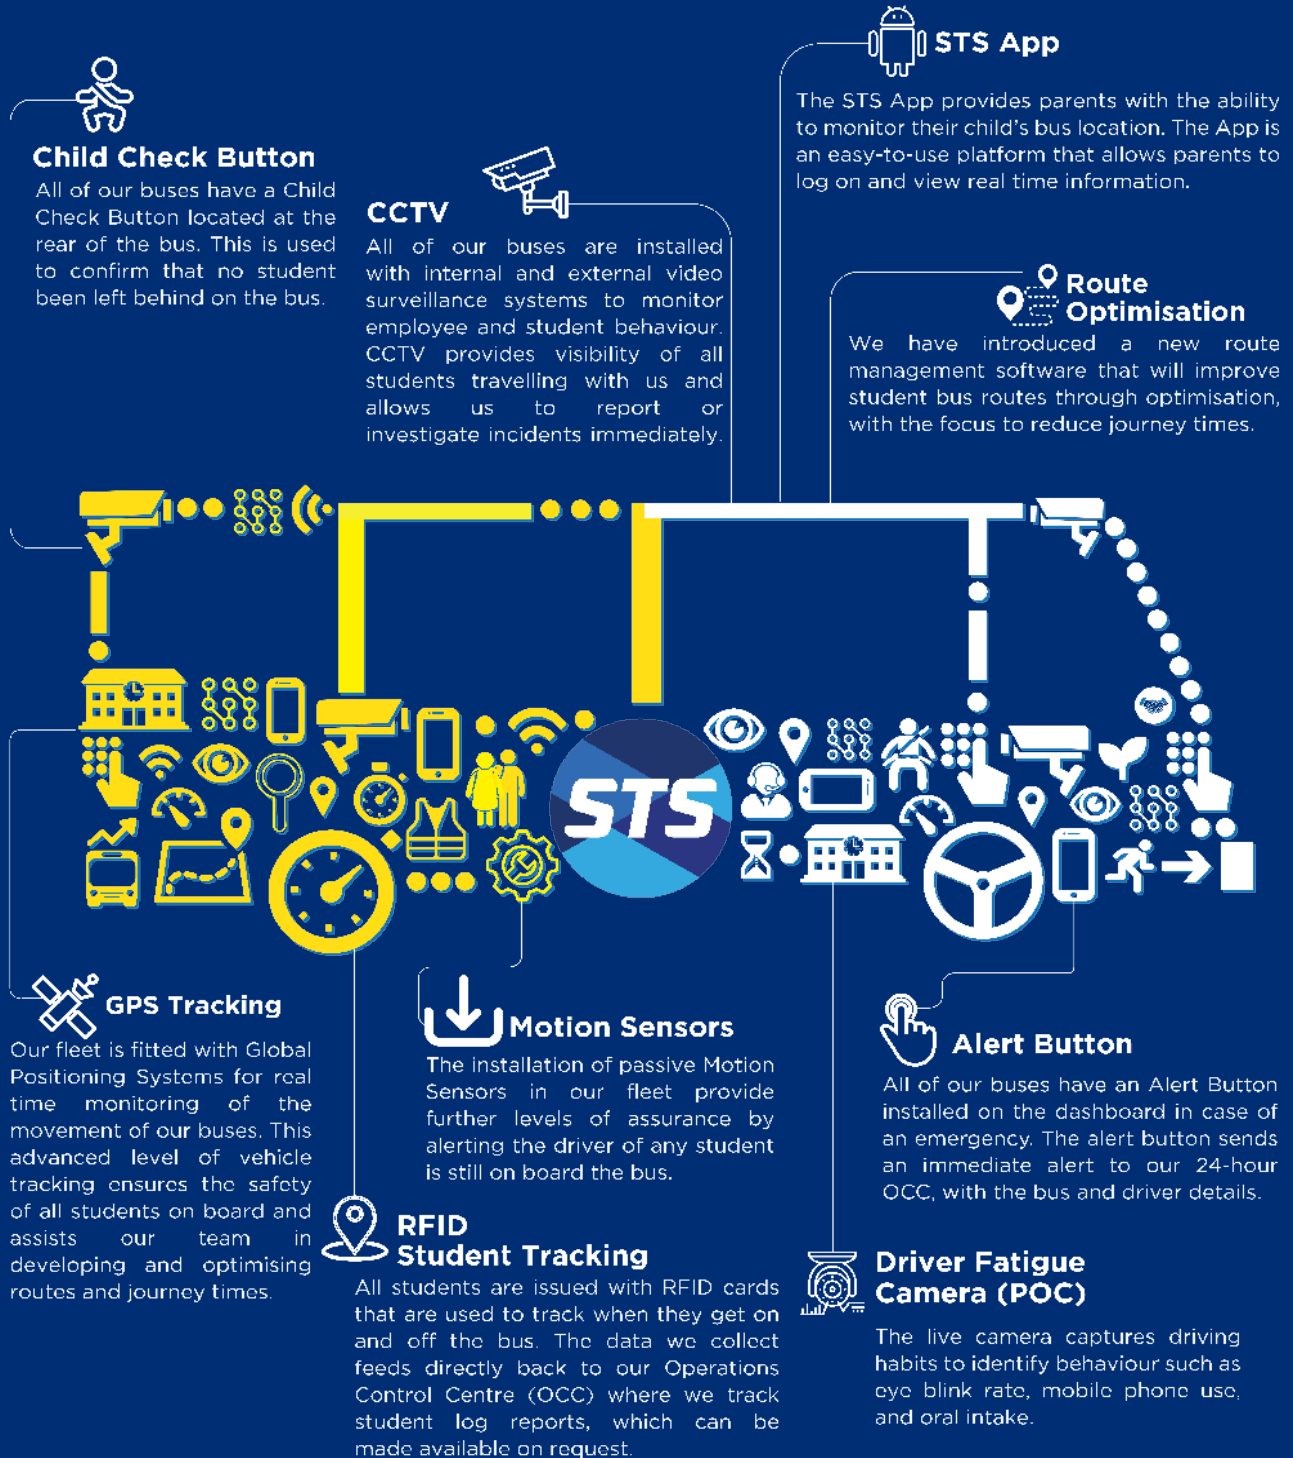 STS App
The STS App provides parents with the ability
to monitor their child's bus location. The App is
an easy-to-use platform that allows parents to
log on and view real time information.
Child Check Button
All of our buses have a Child
Check Button located at the
rear of the bus. This is used
to confirm that no student
been left behind on the bus.
CCTV
All of our buses are installed
with internal and external video
surveillance systems to monitor
employee and student behaviour.
CCTV provides visibility of all
students travelling with us and
allows us to report or
investigate incidents immediately.
Route
Optimisation
We have introduced a new route
management software that will improve
student bus routes through optimisation,
with the focus to reduce journey times.
STS
GPS Tracking
Our fleet is fitted with Global
Positioning Systems for real
time monitoring of the
movement of our buses. This
advanced level of vehicle
tracking ensures the safety
of all students on board and
assists our team in
developing and optimising
routes and journey times.
Motion Sensors
The installation of passive Motion
Sensors in our fleet provide
further levels of assurance by
alerting the driver of any student
is still on board the bus.
Alert Button
All of our buses have an Alert Button
installed on the dashboard in case of
an emergency. The alert button sends
an immediate alert to our 24-hour
OCC, with the bus and driver details.
RFID
Student Tracking
All students are issued with RFID cards
that are used to track when they get on
and off the bus. The data we collect
feeds directly back to our Operations
Control Centre (OCC) where we track
student log reports, which can be
made available on request.
Driver Fatigue
Camera (POC)
The live camera captures driving
habits to identify behaviour such as
eye blink rate, mobile phone use,
and oral intake.